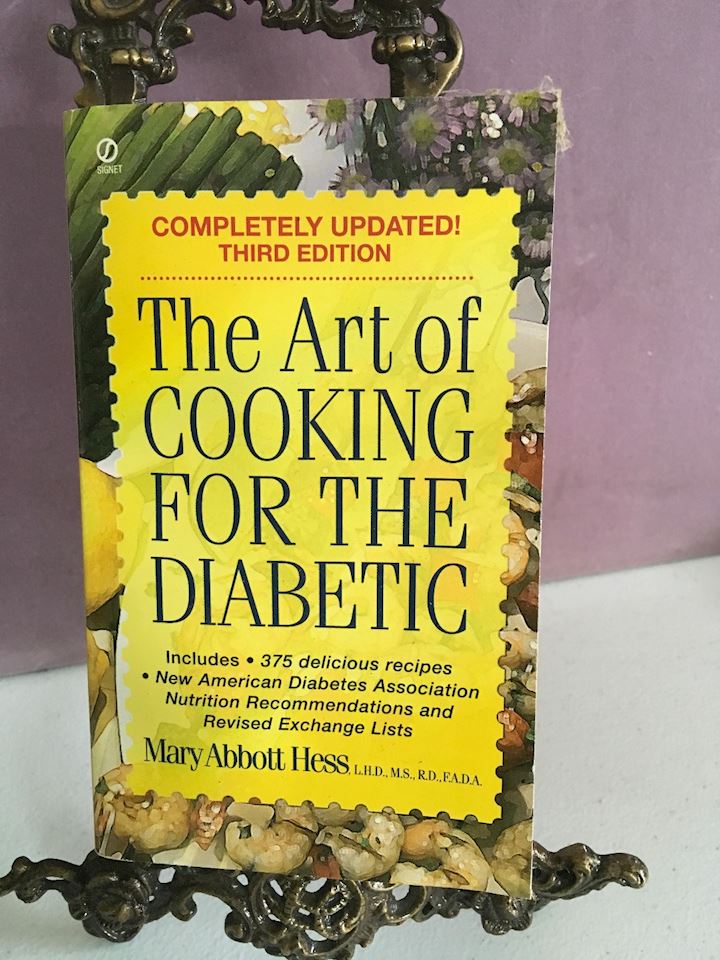 SIGNET
COMPLETELY UPDATED!
THIRD EDITION
The Art of
COOKING
FOR THE
DIABETIC
Includes • 375 delicious recipes
• New American Diabetes Association
Nutrition Recommendations and
Revised Exchange Lists
Mary Abbott Hess, L.H.D., M.S., R.D., F.A.D.A.